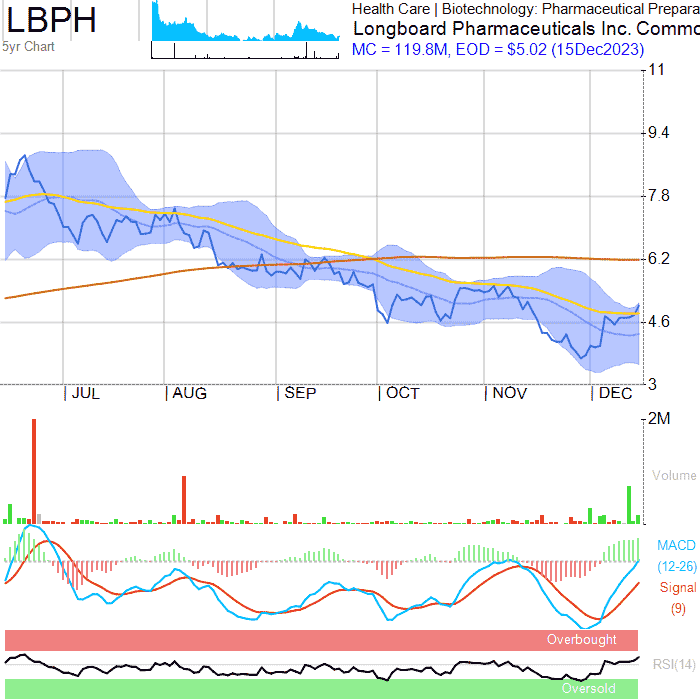 LBPH
5yr Chart
Health Care | Biotechnology: Pharmaceutical Prepara
Longboard Pharmaceuticals Inc. Commo
MC = 119.8M, EOD = $5.02 (15Dec2023)
11
9.4
7.8
6.2
4.6
3
JUL AUG SEP OCT NOV DEC
2M
Volume
MACD
(12-26)
Signal
(9)
Overbought
RSI(14)
Oversold